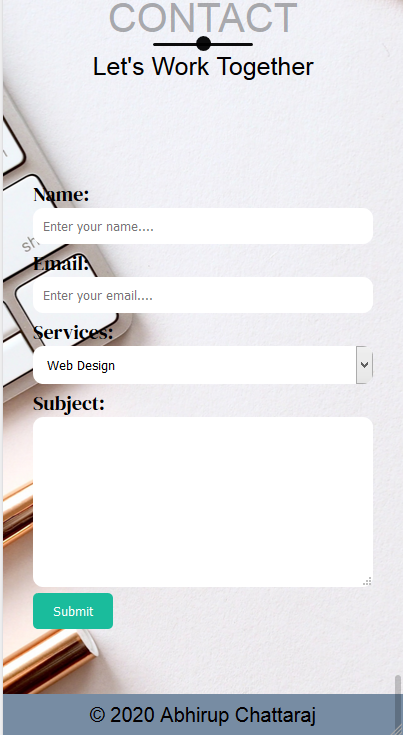 CONTACT
Let's Work Together
sh
Name:
Enter your name....
Email:
Enter your email....
Services:
Web Design
Subject:
Submit
© 2020 Abhirup Chattaraj